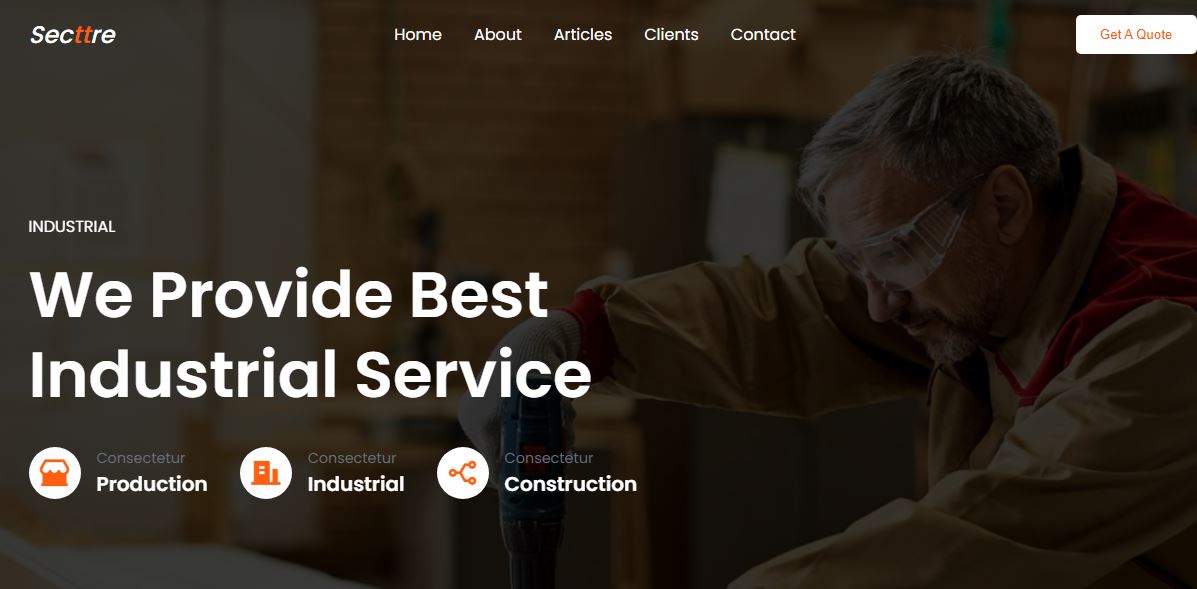 Secttre
Home About Articles Clients Contact
Get A Quote
INDUSTRIAL
We Provide Best
Industrial Service
Consectetur
Production
Consectetur
Industrial
Consectetur
Construction